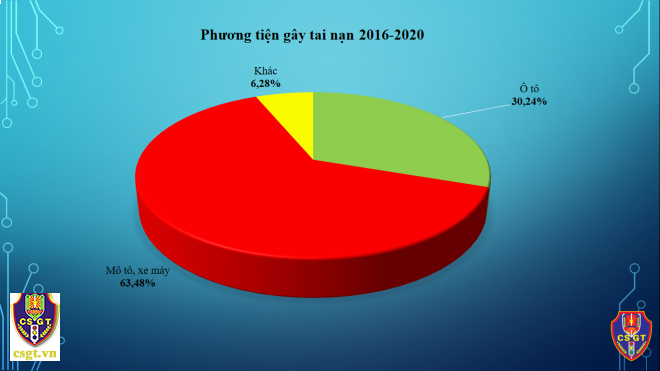 Phương tiện gây tai nạn 2016-2020
Khác
6,28%
Ô tô
30,24%
Mô tô, xe máy
63,48%
CSGT
csgt.vn
CSGT